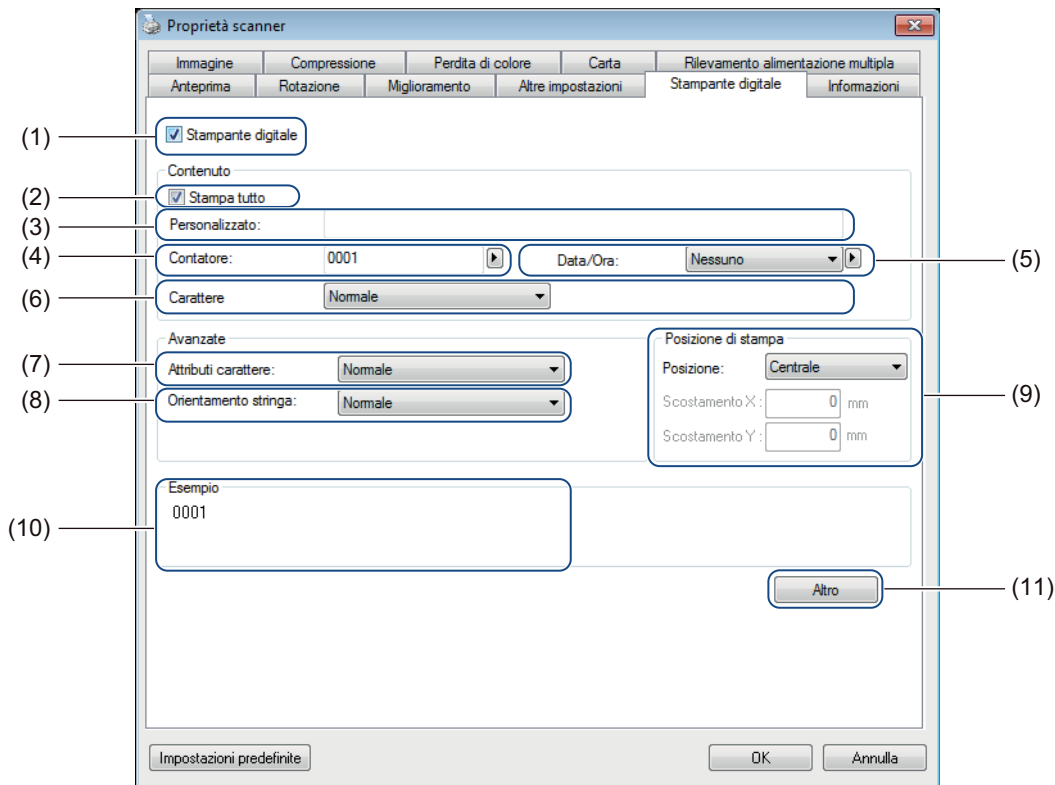 Proprietà scanner
Immagine Compressione Perdita di colore Carta Rilevamento alimentazione multipla
Anteprima Rotazione Miglioramento Altre impostazioni Stampante digitale Informazioni
(1) Stampante digitale
Contenuto
(2) Stampa tutto
(3) Personalizzato:
(4) Contatore: 0001 Data/Ora: Nessuno (5)
(6) Carattere Normale
Avanzate Posizione di stampa
(7) Attributi carattere: Normale Posizione: Centrale
(8) Orientamento stringa: Normale Scostamento X : 0 mm (9)
Scostamento Y : 0 mm
Esempio
0001
(10)
Altro (11)
Impostazioni predefinite OK Annulla